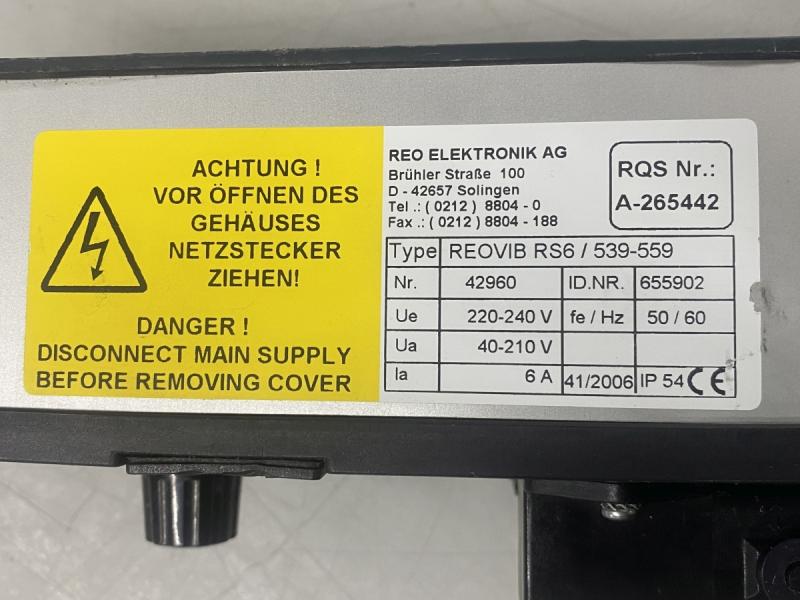 ACHTUNG !
VOR ÖFFNEN DES
GEHÄUSES
NETZSTECKER
ZIEHEN!
DANGER !
DISCONNECT MAIN SUPPLY
BEFORE REMOVING COVER
REO ELEKTRONIK AG
Brühler Straße 100
D - 42657 Solingen
Tel .: ( 0212 ) 8804 - 0
Fax .: ( 0212 ) 8804 - 188
RQS Nr.:
A-265442
Type REOVIB RS6 / 539-559
Nr. 42960 ID.NR. 655902
Ue 220-240 V fe / Hz 50 / 60
Ua 40-210 V
Ia 6 A 41/2006 IP 54 CE